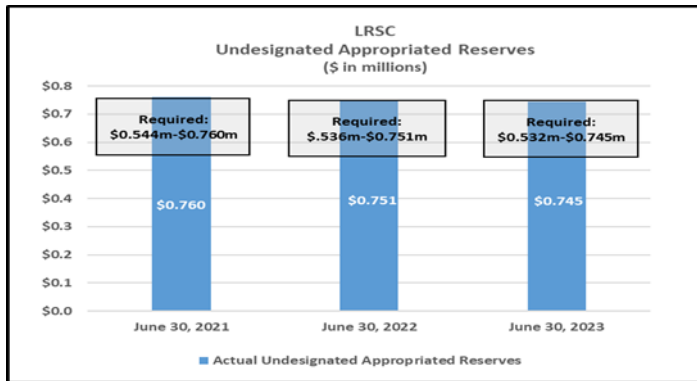 LRSC
Undesignated Appropriated Reserves
($ in millions)
$0.8
$0.7
$0.6
$0.5
$0.4
$0.3
$0.2
$0.1
$0.0
Required:
$0.544m-$0.760m
Required:
$.536m-$0.751m
Required:
$0.532m-$0.745m
$0.760
$0.751
$0.745
June 30, 2021
June 30, 2022
June 30, 2023
Actual Undesignated Appropriated Reserves